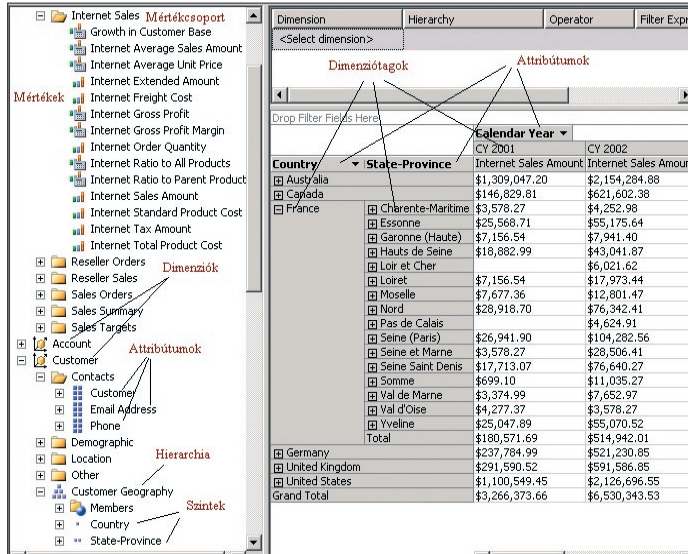 Internet Sales Mértékcsoport
Growth in Customer Base
Internet Average Sales Amount
Internet Average Unit Price
Internet Extended Amount
Mértékek Internet Freight Cost
Internet Gross Profit
Internet Gross Profit Margin
Internet Order Quantity
Internet Ratio to All Products
Internet Ratio to Parent Product
Internet Sales Amount
Internet Standard Product Cost
Internet Tax Amount
Internet Total Product Cost
Reseller Orders
Reseller Sales Dimenziók
Sales Orders
Sales Summary
Sales Targets
Account
Customer Attribútumok
Contacts
Customer
Email Address
Phone
Demographic
Location Hierarchia
Other
Customer Geography
Members Szintek
Country
State-Province
Dimension Hierarchy Operator Filter Expr
<Select dimension>
Dimenziótagok Attribútumok
Drop Filter Fields Here
Calendar Year
CY 2001 CY 2002
Country State-Province Internet Sales Amount Internet Sales Amour
Australia $1,309,047.20 $2,154,284.88
Canada $146,829.81 $621,602.38
France Charente-Maritime $3,578.27 $4,252.98
Essonne $25,568.71 $55,175.64
Garonne (Haute) $7,156.54 $7,941.40
Hauts de Seine $18,882.99 $43,041.87
Loir et Cher $6,021.62
Loiret $7,156.54 $17,973.44
Moselle $7,677.36 $12,801.47
Nord $28,918.70 $76,342.41
Pas de Calais $4,624.91
Seine (Paris) $26,941.90 $104,282.56
Seine et Marne $3,578.27 $28,506.41
Seine Saint Denis $17,713.07 $76,640.27
Somme $699.10 $11,035.27
Val de Marne $3,374.99 $7,652.97
Val d'Oise $4,277.37 $3,578.27
Yveline $25,047.89 $55,070.52
Total $180,571.69 $514,942.01
Germany $237,784.99 $521,230.85
United Kingdom $291,590.52 $591,586.85
United States $1,100,549.45 $2,126,696.55
Grand Total $3,266,373.66 $6,530,343.53